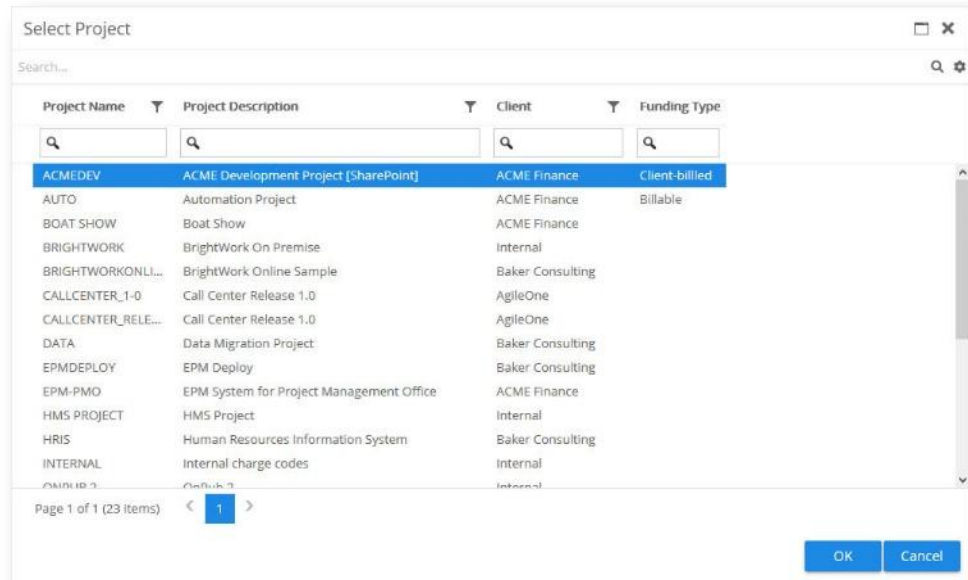 Select Project
Search...
Project Name Project Description Client Funding Type
ACMEDEV ACME Development Project [SharePoint] ACME Finance Client-billled
AUTO Automation Project ACME Finance Billable
BOAT SHOW Boat Show ACME Finance
BRIGHTWORK BrightWork On Premise Internal
BRIGHTWORKONLI... BrightWork Online Sample Baker Consulting
CALLCENTER_1-0 Call Center Release 1.0 AgileOne
CALLCENTER_RELE... Call Center Release 1.0 AgileOne
DATA Data Migration Project Baker Consulting
EPMDEPLOY EPM Deploy Baker Consulting
EPM-PMO EPM System for Project Management Office ACME Finance
HMS PROJECT HMS Project Internal
HRIS Human Resources Information System Baker Consulting
INTERNAL Internal charge codes Internal
Internal
Page 1 of 1 (23 items) 1
OK Cancel